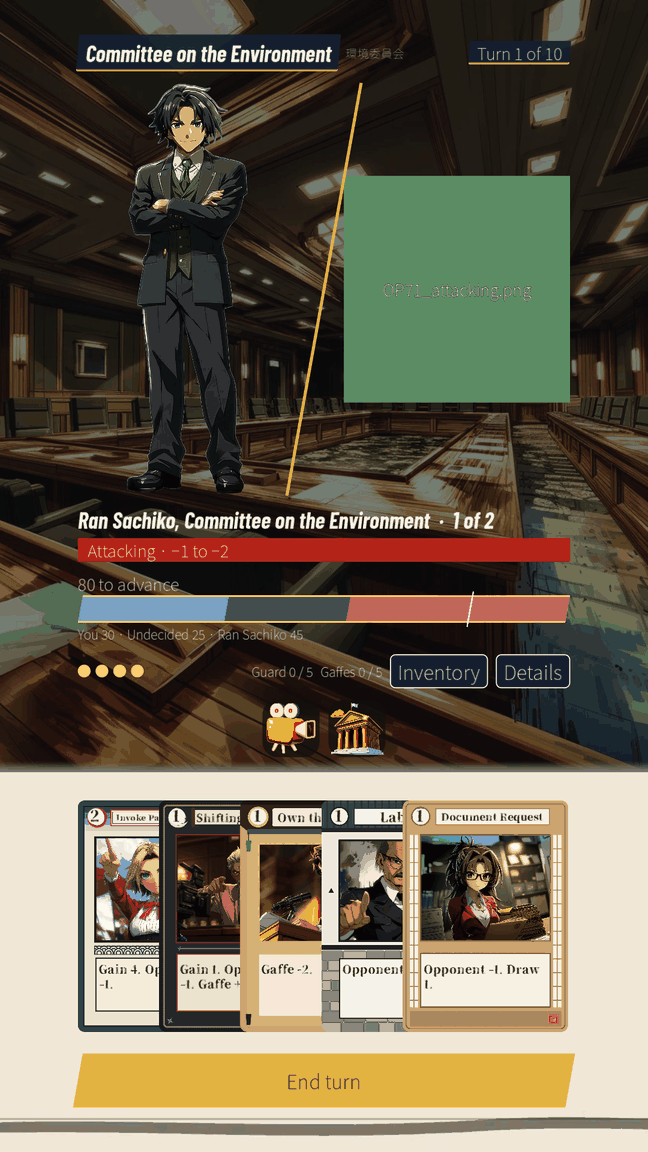 Committee on the Environment 環境委員会
Turn 1 of 10
OP71_attacking.png
Ran Sachiko, Committee on the Environment · 1 of 2
Attacking · −1 to −2
80 to advance
You 30 · Undecided 25 · Ran Sachiko 45
Guard 0 / 5 Gaffes 0 / 5
Inventory
Details
2
Invoke Pa
Gain 4. Op
-1.
1
Shifting
Gain 1. Op
-1. Gaffe +
1
Own th
Gaffe -2.
1
Lab
Opponent
1
Document Request
Opponent -1. Draw
1.
End turn